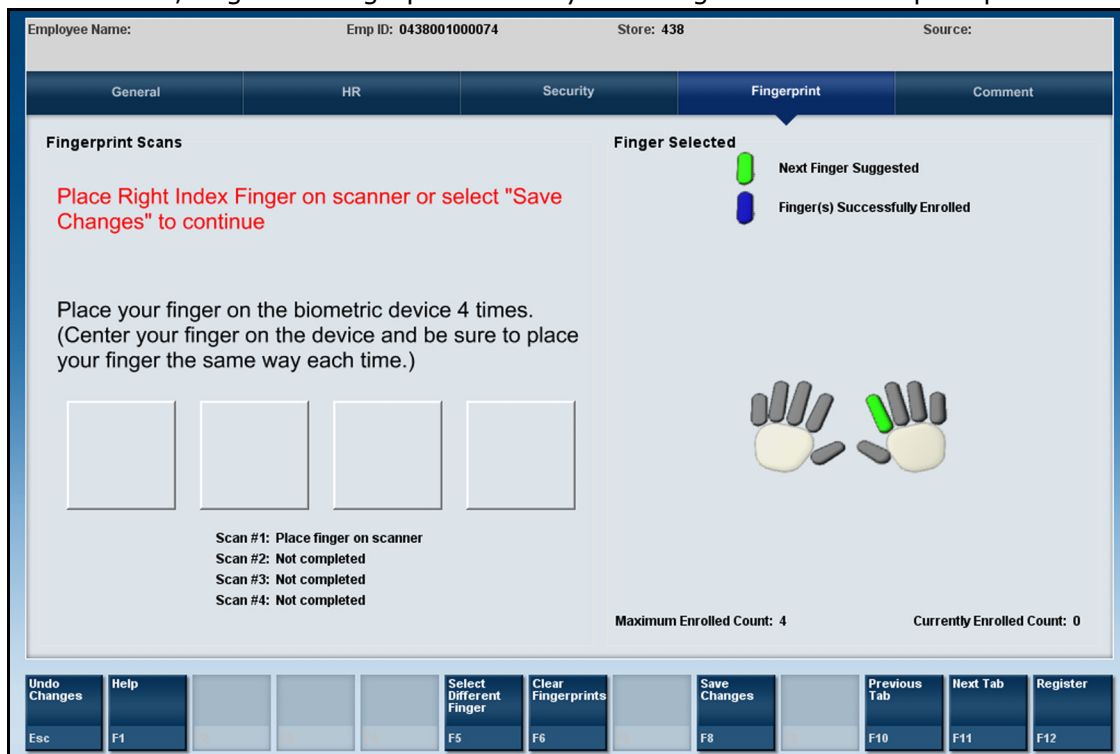 Employee Name: Emp ID: 0438001000074 Store: 438 Source:
General HR Security Fingerprint Comment
Fingerprint Scans
Place Right Index Finger on scanner or select "Save
Changes" to continue
Place your finger on the biometric device 4 times.
(Center your finger on the device and be sure to place
your finger the same way each time.)
Scan #1: Place finger on scanner
Scan #2: Not completed
Scan #3: Not completed
Scan #4: Not completed
Finger Selected
Next Finger Suggested
Finger(s) Successfully Enrolled
Maximum Enrolled Count: 4 Currently Enrolled Count: 0
Undo
Changes
Esc
Help
F1
Select
Different
Finger
F5
Clear
Fingerprints
F6
Save
Changes
F8
Previous
Tab
F10
Next Tab
F11
Register
F12